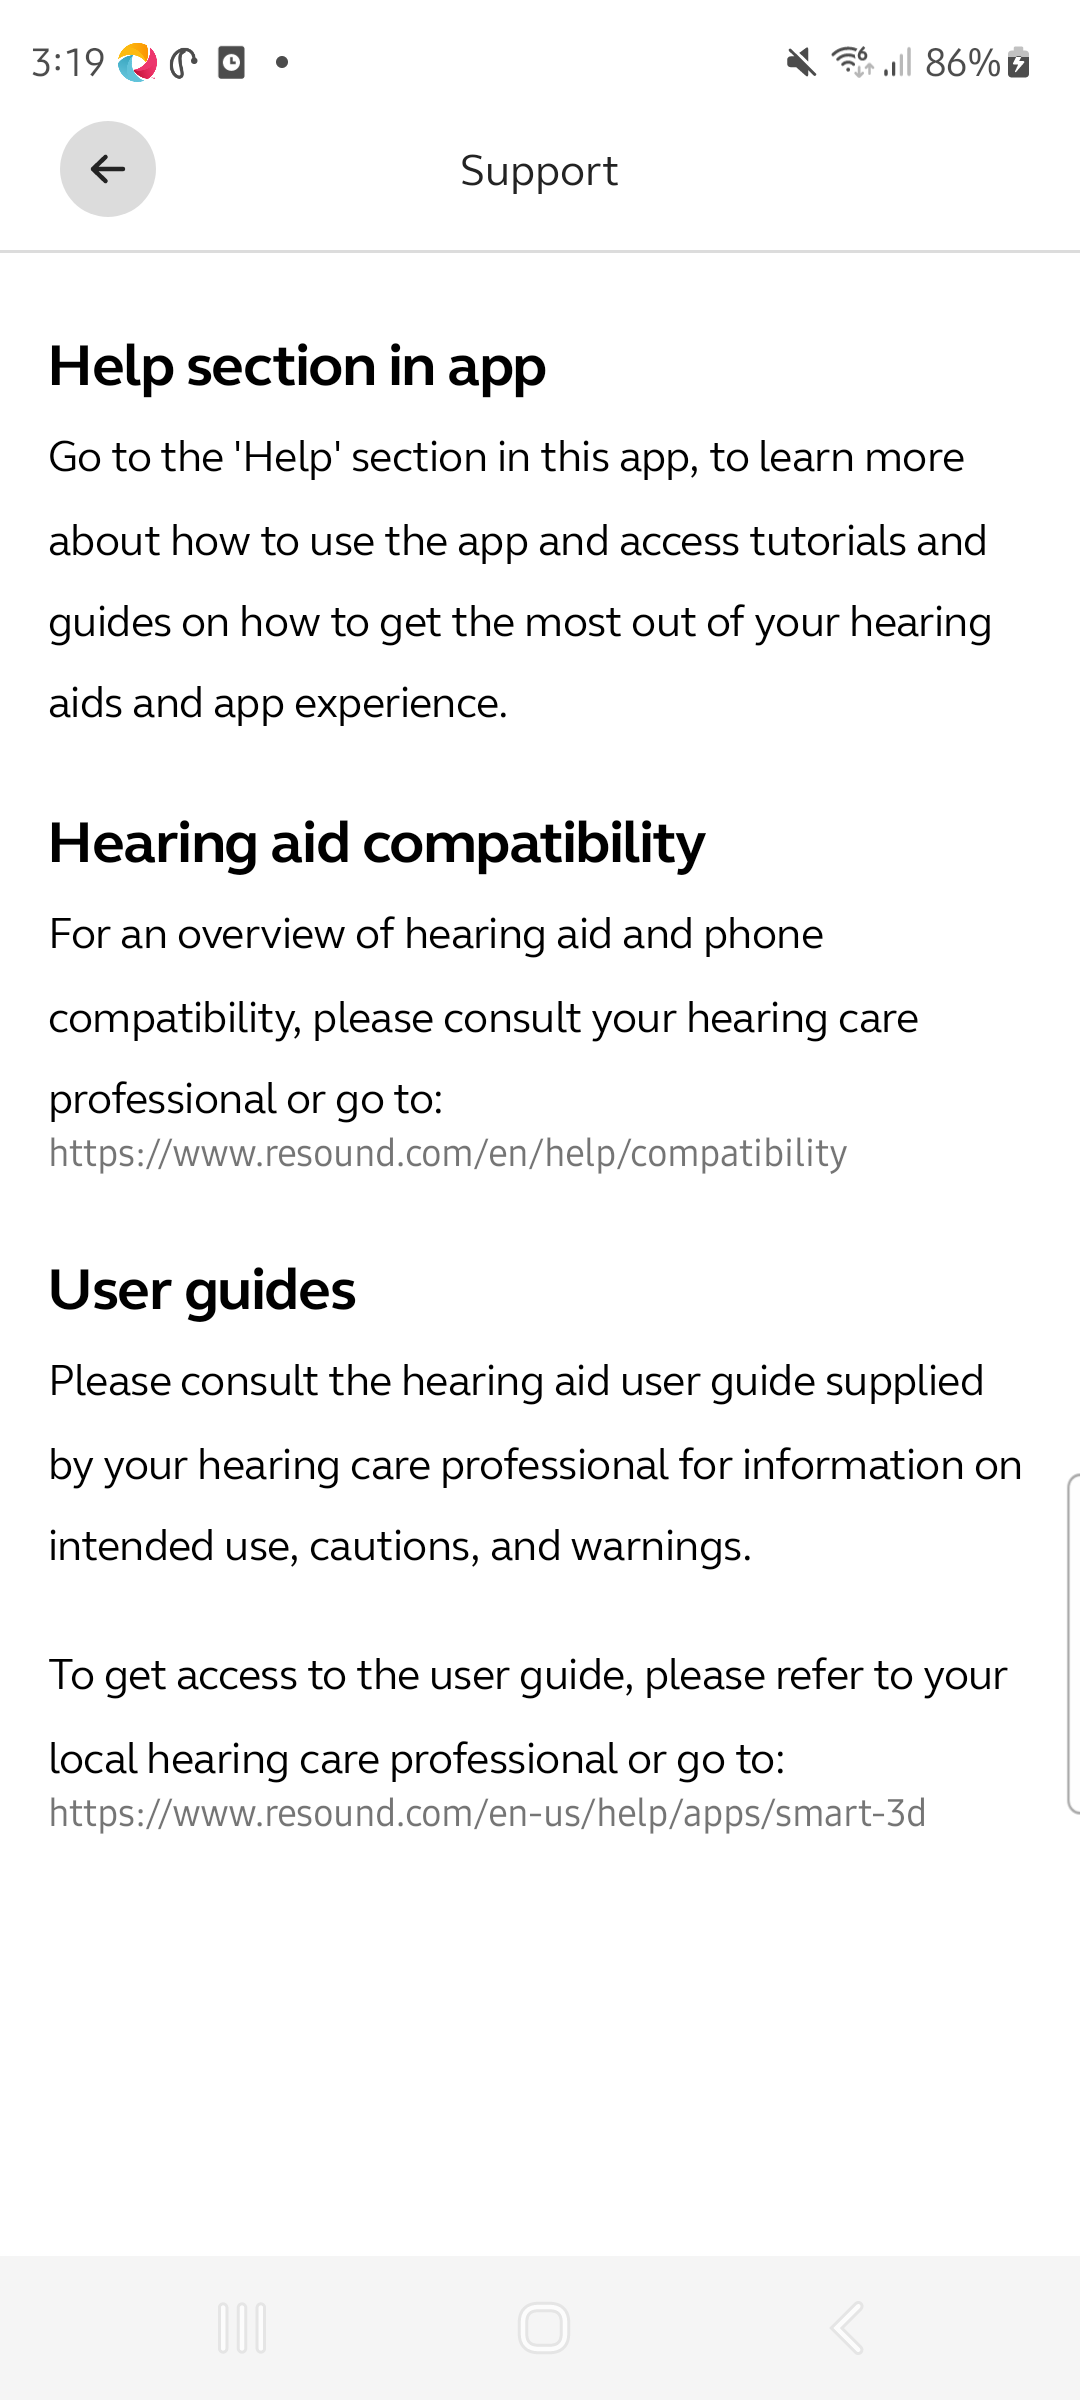 3:19
86%
Support
Help section in app
Go to the 'Help' section in this app, to learn more
about how to use the app and access tutorials and
guides on how to get the most out of your hearing
aids and app experience.
Hearing aid compatibility
For an overview of hearing aid and phone
compatibility, please consult your hearing care
professional or go to:
https://www.resound.com/en/help/compatibility
User guides
Please consult the hearing aid user guide supplied
by your hearing care professional for information on
intended use, cautions, and warnings.
To get access to the user guide, please refer to your
local hearing care professional or go to:
https://www.resound.com/en-us/help/apps/smart-3d